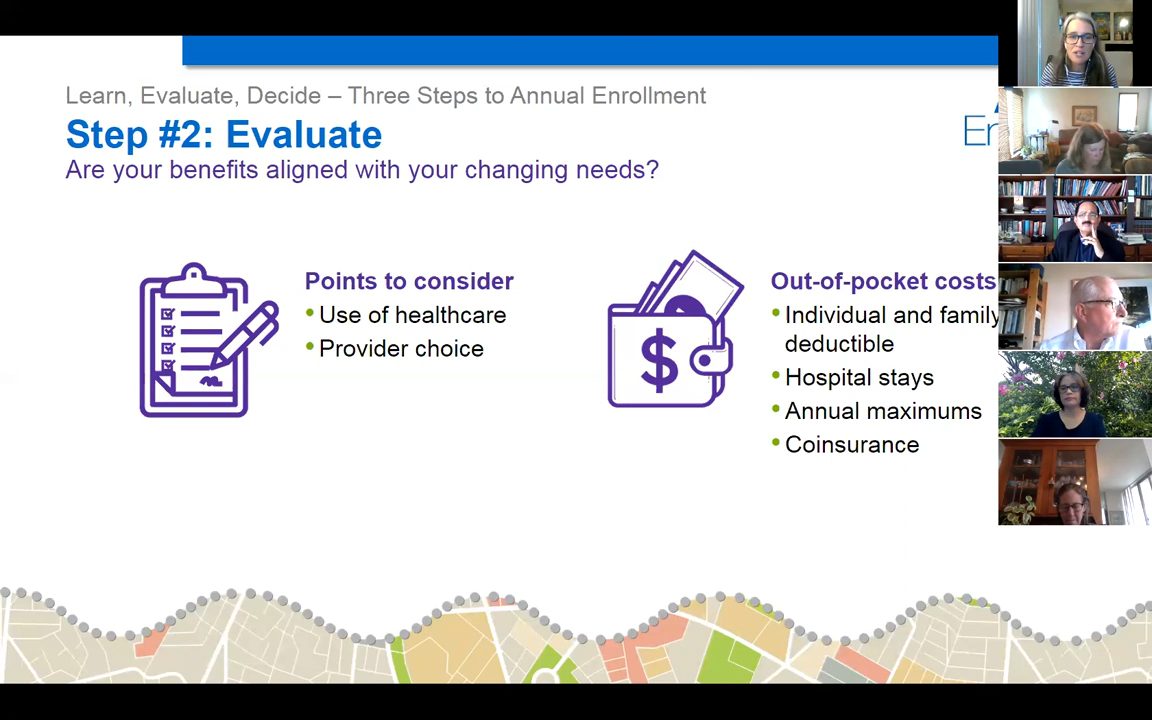 Learn, Evaluate, Decide – Three Steps to Annual Enrollment
Step #2: Evaluate
Are your benefits aligned with your changing needs?
Points to consider
• Use of healthcare
• Provider choice
$
Out-of-pocket costs
• Individual and family
deductible
• Hospital stays
• Annual maximums
• Coinsurance